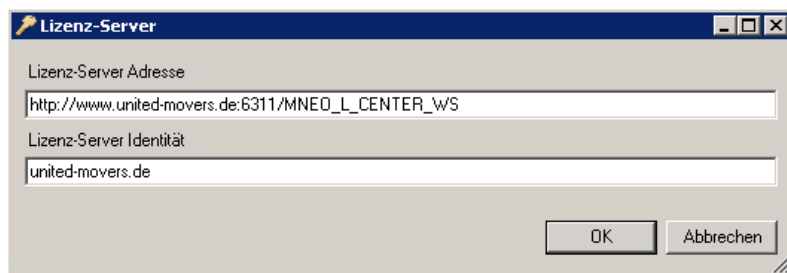 Lizenz-Server
Lizenz-Server Adresse
http://www.united-movers.de:6311/MNEO_L_CENTER_WS
Lizenz-Server Identität
united-movers.de
OK Abbrechen